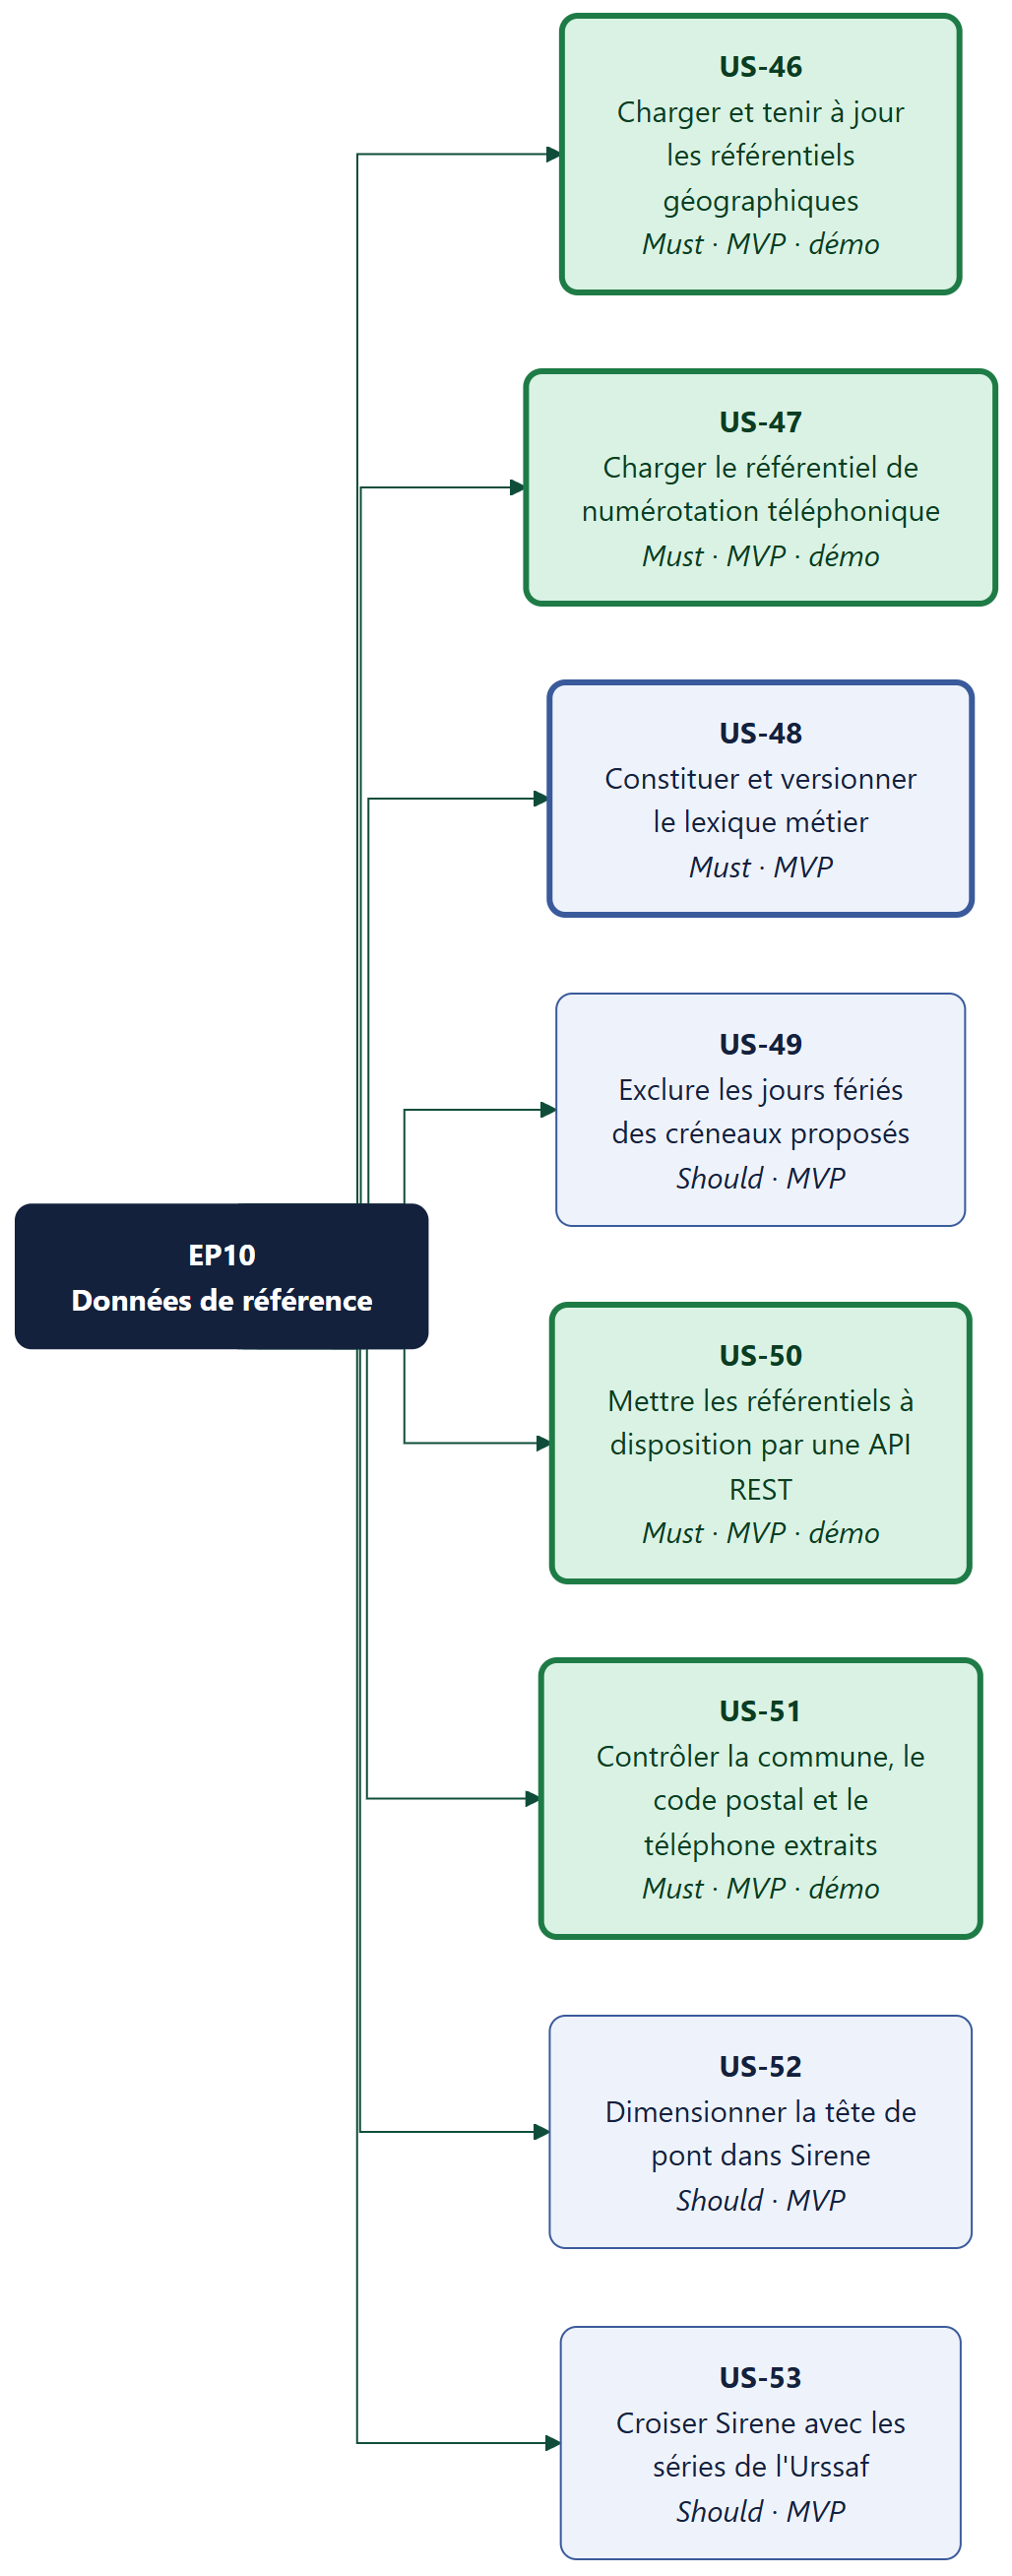 US-46
Charger et tenir à jour
les référentiels
géographiques
Must · MVP · démo
US-47
Charger le référentiel de
numérotation téléphonique
Must · MVP · démo
US-48
Constituer et versionner
le lexique métier
Must · MVP
US-49
Exclure les jours fériés
des créneaux proposés
Should · MVP
EP10
Données de référence
US-50
Mettre les référentiels à
disposition par une API
REST
Must · MVP · démo
US-51
Contrôler la commune, le
code postal et le
téléphone extraits
Must · MVP · démo
US-52
Dimensionner la tête de
pont dans Sirene
Should · MVP
US-53
Croiser Sirene avec les
séries de l'Urssaf
Should · MVP